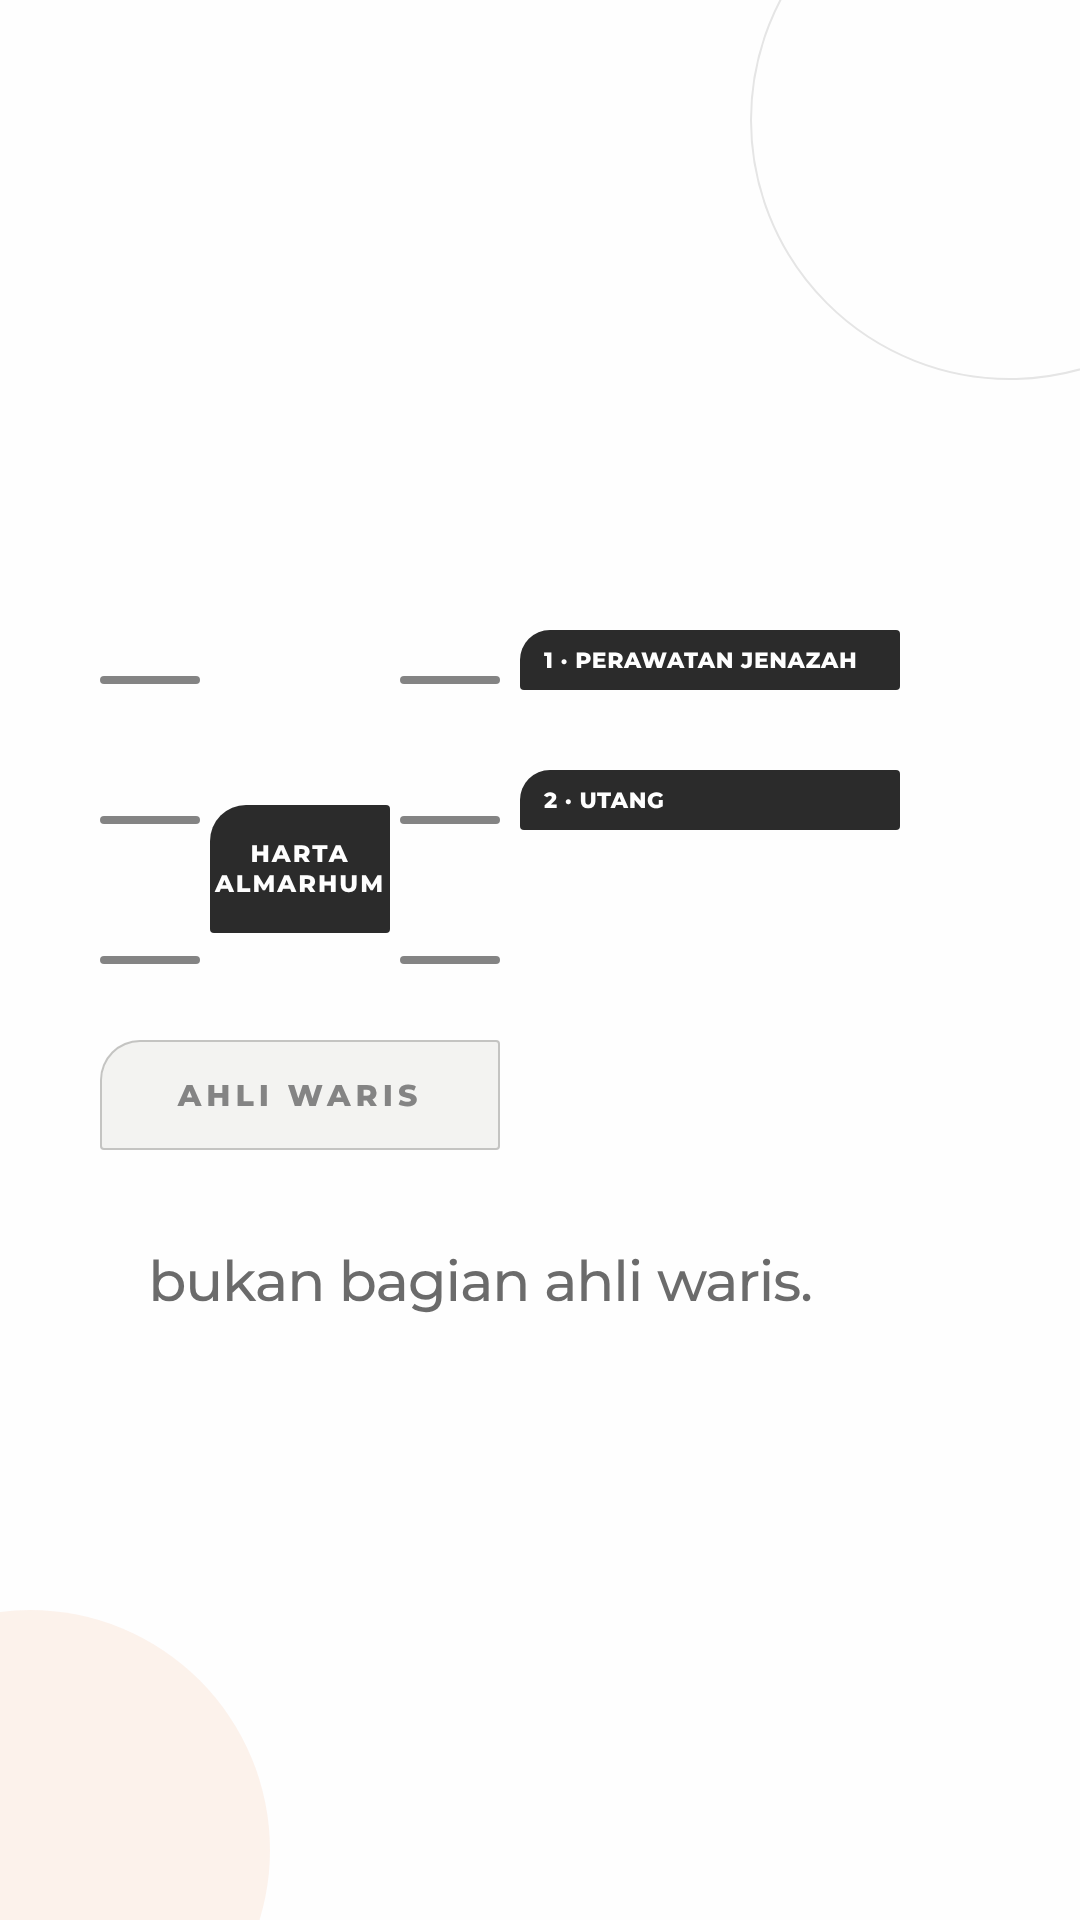 1 · PERAWATAN JENAZAH
2 · UTANG
HARTA
ALMARHUM
AHLI WARIS
bukan bagian ahli waris.